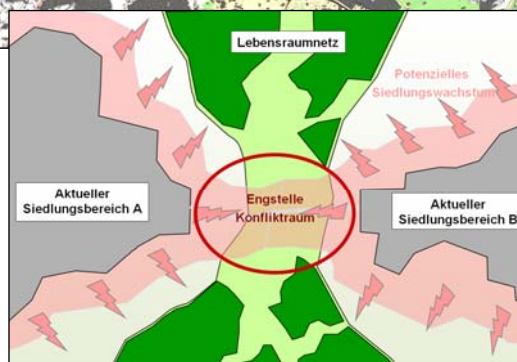 Lebensraumnetz
Potenzielles
Siedlungswachstum
Aktueller
Siedlungsbereich A
Engstelle
Konfliktraum
Aktueller
Siedlungsbereich B